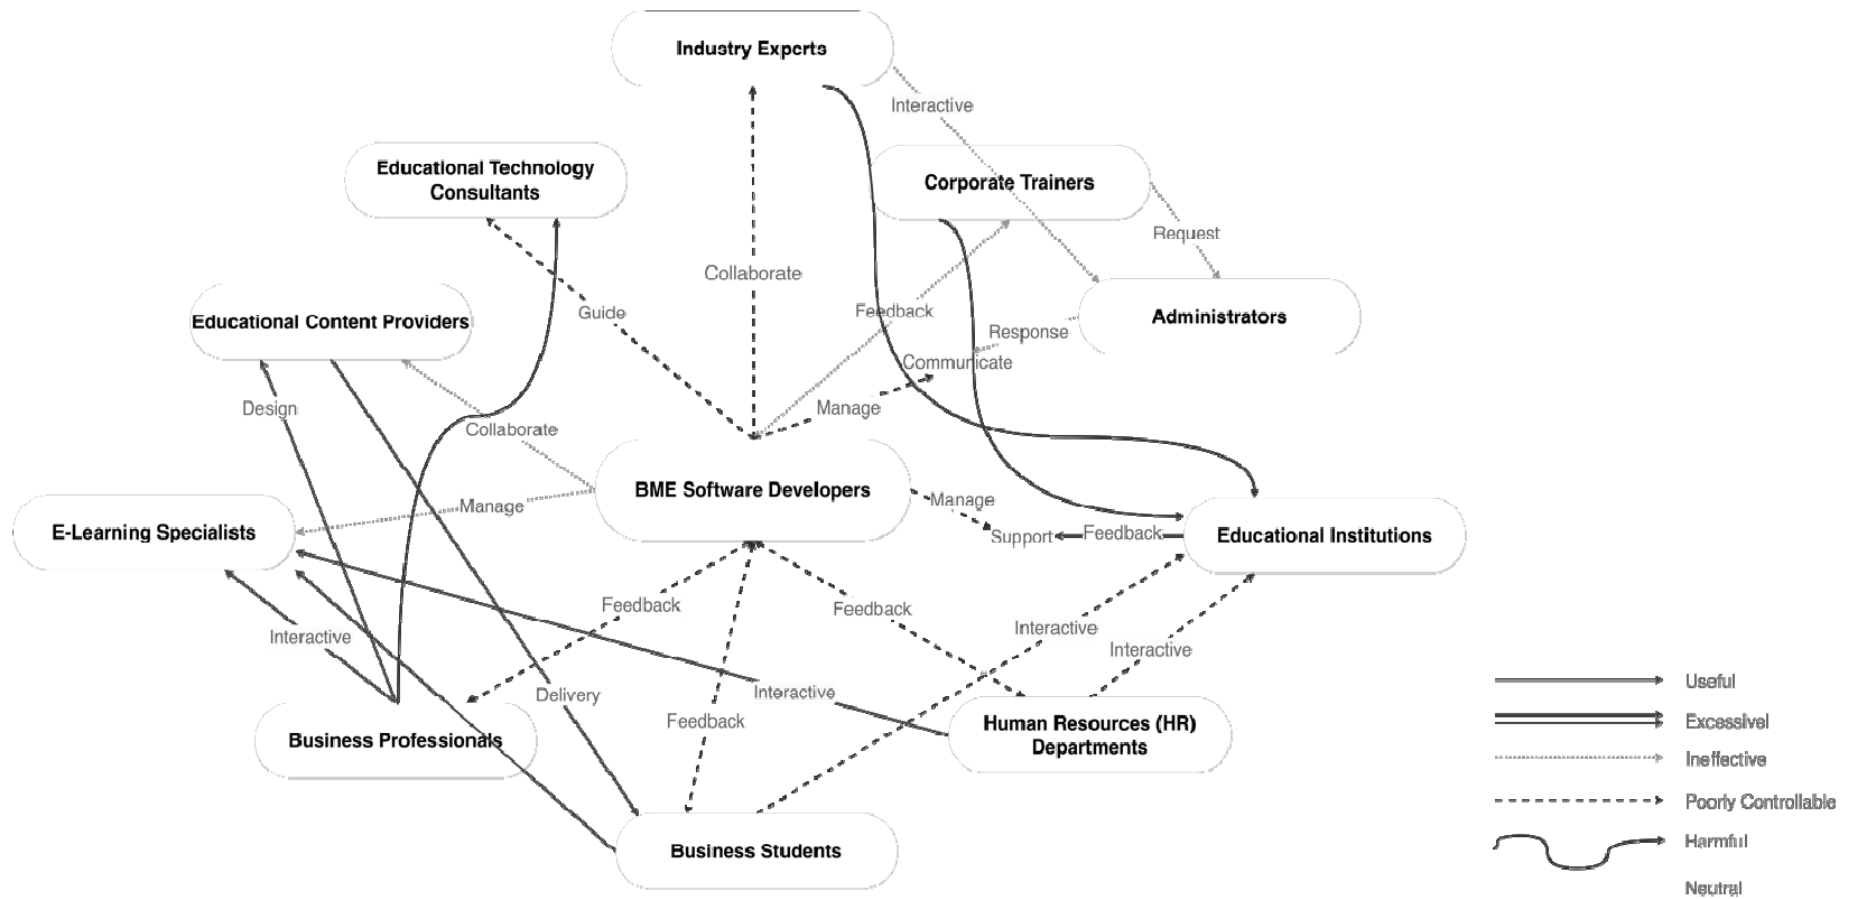 Industry Experts
Interactive
Educational Technology
Consultants
Corporate Trainers
Request
Collaborate
Guide
Feedback
Educational Content Providers
Administrators
Response
Communicate
Design
Manage
Collaborate
BME Software Developers
Manage
Manage
E-Learning Specialists
Support
Feedback
Educational Institutions
Feedback
Feedback
Interactive
Interactive
Interactive
Delivery
Interactive
Feedback
Business Professionals
Human Resources (HR)
Departments
Business Students
Useful
Excessivel
Ineffective
Poorly Controllable
Harmful
Neutral